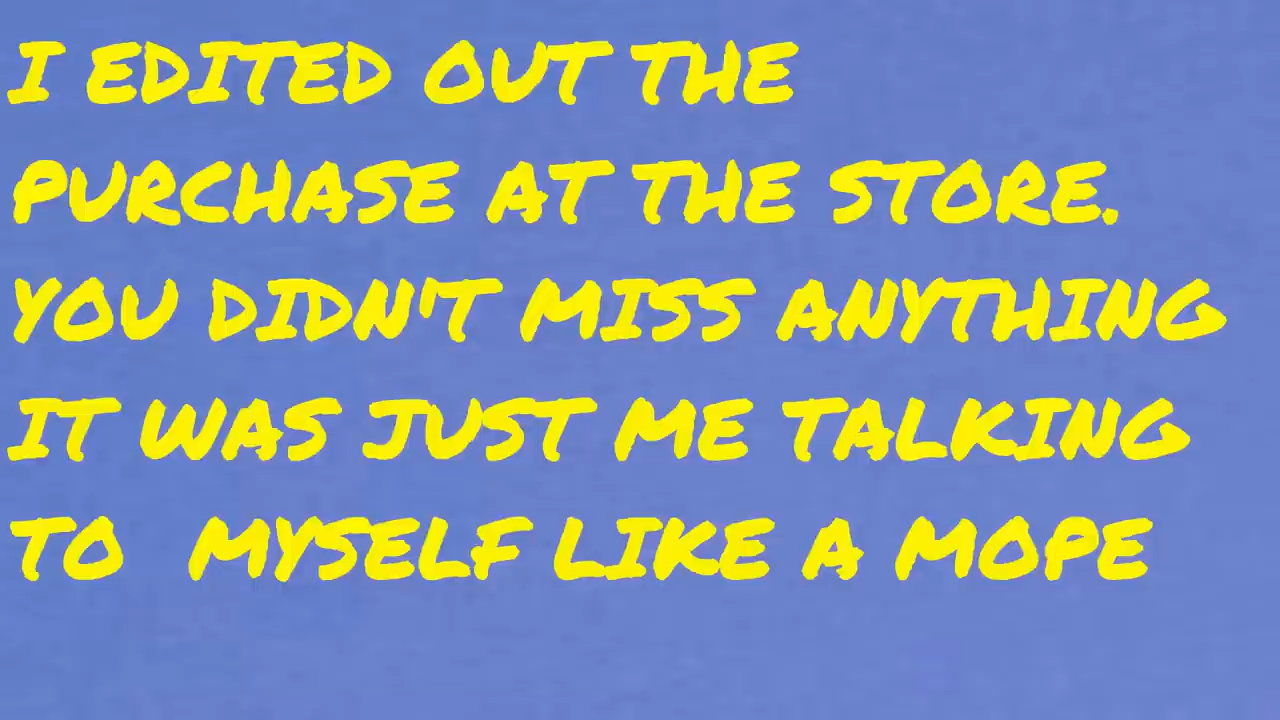 I EDITED OUT THE
PURCHASE AT THE STORE.
YOU DIDN'T MISS ANYTHING
IT WAS JUST ME TALKING
TO MYSELF LIKE A MOPE